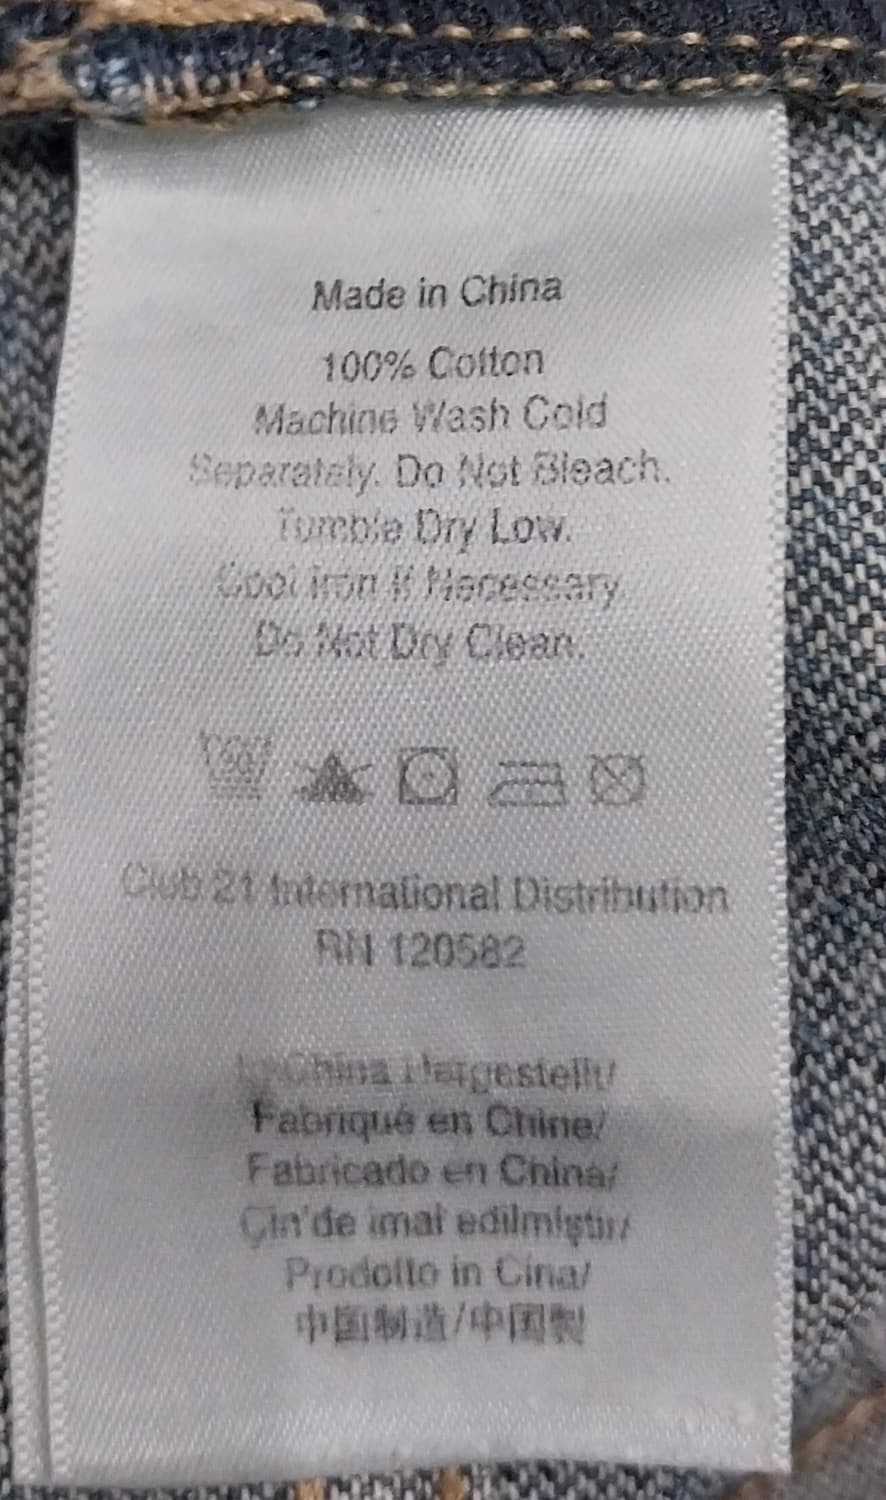 Made in China
100% Cotton
Machine Wash Cold
Separately. Do Not Bleach.
Tumble Dry Low.
Cool Iron If Necessary
Do Not Dry Clean.
30
Club 21 International Distribution
RN 120582
In China Hergestellt/
Fabriqué en Chine/
Fabricado en China/
Çin'de imal edilmiştir/
Prodotto in Cina/
中国制造/中国製